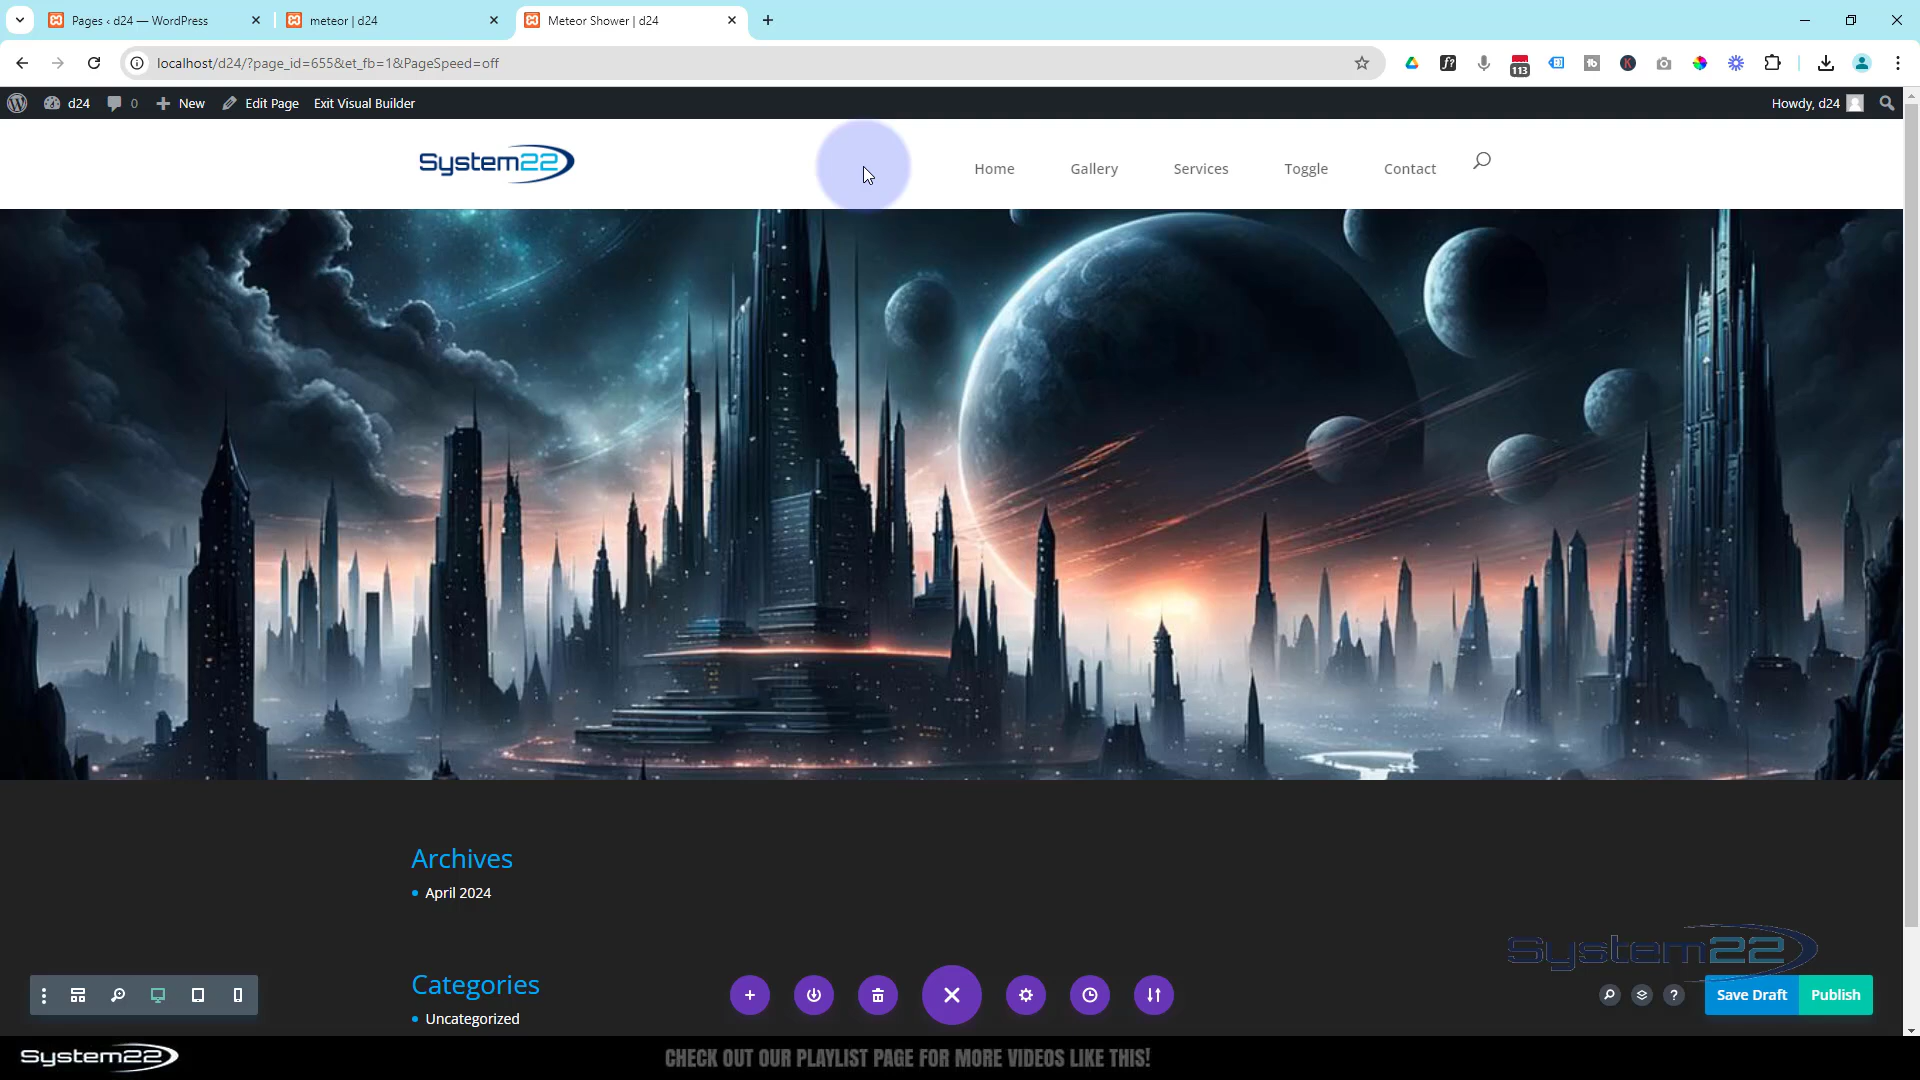 Pages ‹ d24 — WordPress
meteor | d24
Meteor Shower | d24
localhost/d24/?page_id=655&et_fb=1&PageSpeed=off
113
d24
0
New
Edit Page
Exit Visual Builder
Howdy, d24
System22
Home
Gallery
Services
Toggle
Contact
Archives
April 2024
Categories
Uncategorized
System22
?
Save Draft
Publish
System22
CHECK OUT OUR PLAYLIST PAGE FOR MORE VIDEOS LIKE THIS!